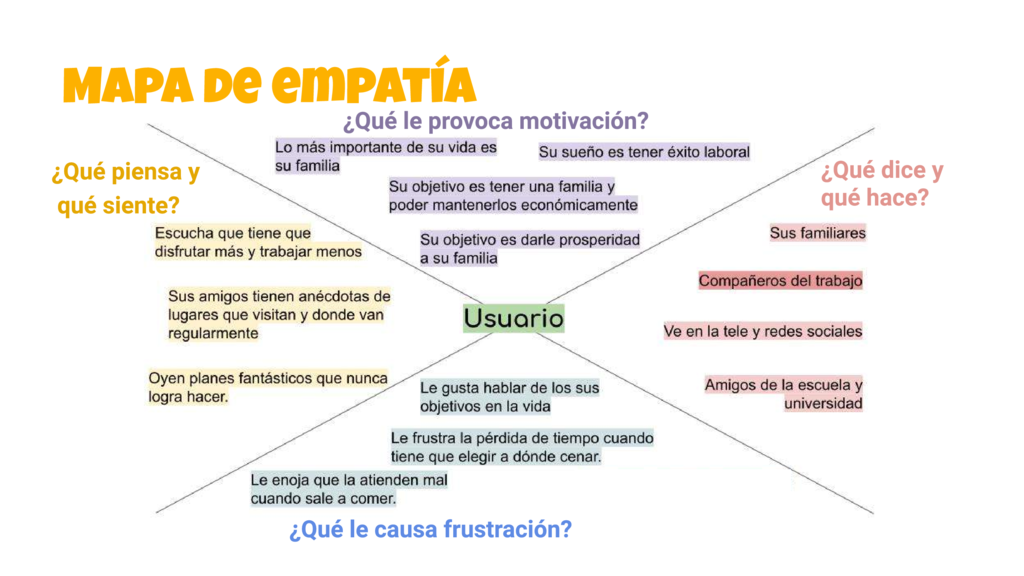 MAPA De emPATÍA
¿Qué le provoca motivación?
Lo más importante de su vida es
su familia
Su sueño es tener éxito laboral
Su objetivo es tener una familia y
poder mantenerlos económicamente
Su objetivo es darle prosperidad
a su familia
¿Qué piensa y
qué siente?
Escucha que tiene que
disfrutar más y trabajar menos
Sus amigos tienen anécdotas de
lugares que visitan y donde van
regularmente
Oyen planes fantásticos que nunca
logra hacer.
Usuario
¿Qué dice y
qué hace?
Sus familiares
Compañeros del trabajo
Ve en la tele y redes sociales
Amigos de la escuela y
universidad
Le gusta hablar de los sus
objetivos en la vida
Le frustra la pérdida de tiempo cuando
tiene que elegir a dónde cenar.
Le enoja que la atienden mal
cuando sale a comer.
¿Qué le causa frustración?